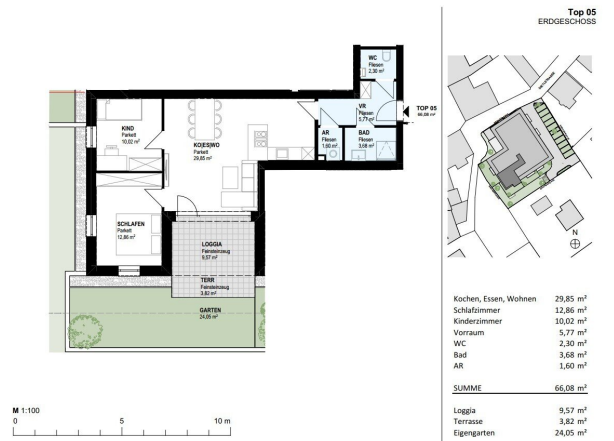 Top 05
ERDGESCHOSS
WC
Fliesen
2,30 m²
VR
Fliesen
5,77 m²
TOP 05
66,08 m²
KIND
Parkett
10,02 m²
KO|ES|WO
Parkett
29,85 m²
AR
Fliesen
1,60 m²
BAD
Fliesen
3,68 m²
SCHLAFEN
Parkett
12,86 m²
LOGGIA
Feinsteinzeug
9,57 m²
TERR
Feinsteinzeug
3,82 m²
GARTEN
24,05 m²
N
Kochen, Essen, Wohnen 29,85 m²
Schlafzimmer 12,86 m²
Kinderzimmer 10,02 m²
Vorraum 5,77 m²
WC 2,30 m²
Bad 3,68 m²
AR 1,60 m²
SUMME 66,08 m²
Loggia 9,57 m²
Terrasse 3,82 m²
Eigengarten 24,05 m²
M 1:100
0 5 10 m